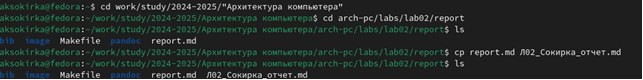 aksokirka@fedora:~$ cd work/study/2024-2025/"Архитектура компьютера"
aksokirka@fedora:~/work/study/2024-2025/Архитектура компьютера$ cd arch-pc/labs/lab02/report
aksokirka@fedora:~/work/study/2024-2025/Архитектура компьютера/arch-pc/labs/lab02/report$ ls
bib image Makefile pandoc report.md
aksokirka@fedora:~/work/study/2024-2025/Архитектура компьютера/arch-pc/labs/lab02/report$ cp report.md Л02_Сокирка_отчет.md
aksokirka@fedora:~/work/study/2024-2025/Архитектура компьютера/arch-pc/labs/lab02/report$ ls
bib image Makefile pandoc report.md Л02_Сокирка_отчет.md